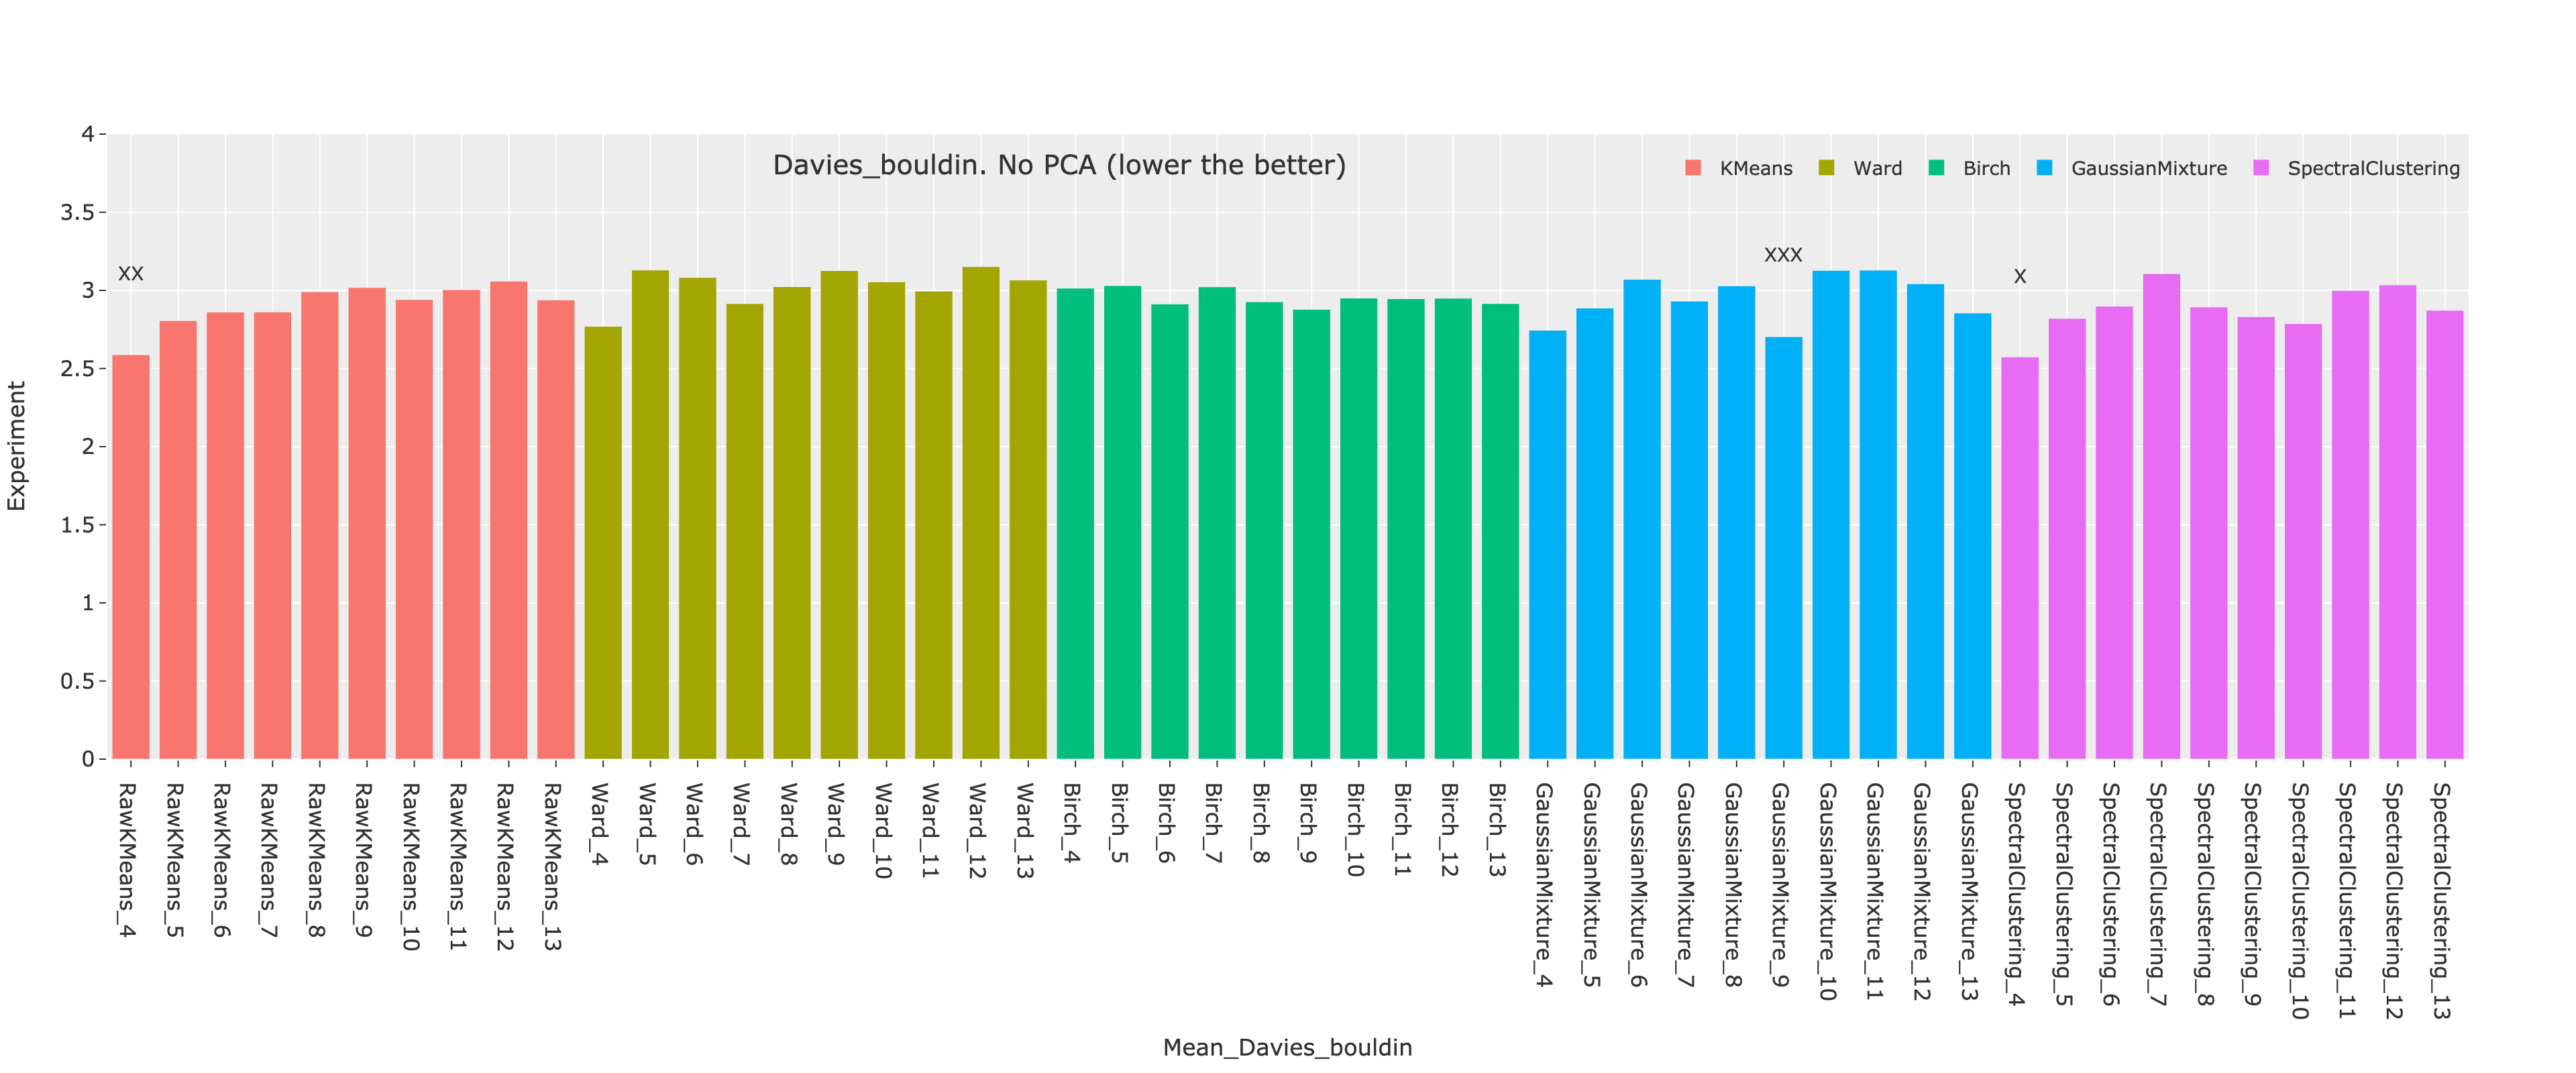 Davies_bouldin. No PCA (lower the better)
KMeans
Ward
Birch
GaussianMixture
SpectralClustering
4
3.5
3
2.5
2
1.5
1
0.5
0
Experiment
XX
XXX
X
RawKMeans_4
RawKMeans_5
RawKMeans_6
RawKMeans_7
RawKMeans_8
RawKMeans_9
RawKMeans_10
RawKMeans_11
RawKMeans_12
RawKMeans_13
Ward_4
Ward_5
Ward_6
Ward_7
Ward_8
Ward_9
Ward_10
Ward_11
Ward_12
Ward_13
Birch_4
Birch_5
Birch_6
Birch_7
Birch_8
Birch_9
Birch_10
Birch_11
Birch_12
Birch_13
GaussianMixture_4
GaussianMixture_5
GaussianMixture_6
GaussianMixture_7
GaussianMixture_8
GaussianMixture_9
GaussianMixture_10
GaussianMixture_11
GaussianMixture_12
GaussianMixture_13
SpectralClustering_4
SpectralClustering_5
SpectralClustering_6
SpectralClustering_7
SpectralClustering_8
SpectralClustering_9
SpectralClustering_10
SpectralClustering_11
SpectralClustering_12
SpectralClustering_13
Mean_Davies_bouldin